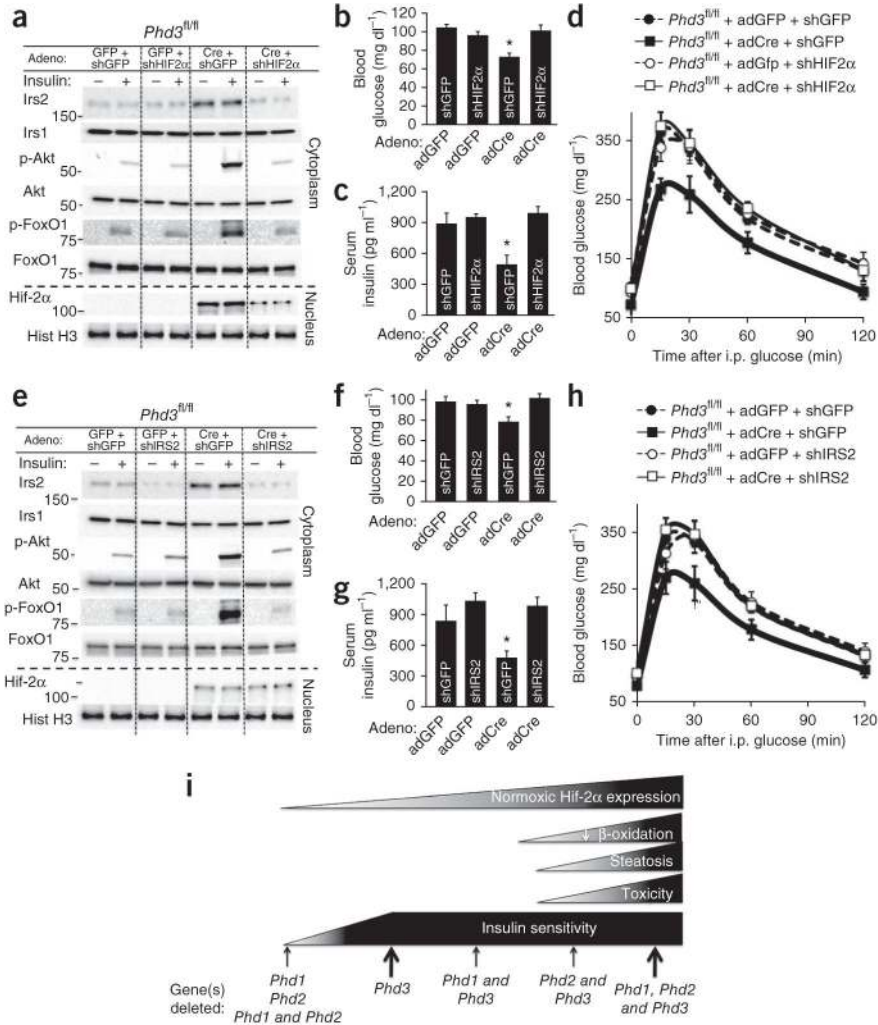 a
Phd3fl/fl
Adeno: GFP + shGFP GFP + shHIF2α Cre + shGFP Cre + shHIF2α
Insulin: – + – + – + – +
Irs2
150
Irs1
p-Akt
50
Akt
50
p-FoxO1
75
FoxO1
75
Hif-2α
100
Hist H3
Cytoplasm
Nucleus
b
Blood glucose (mg dl–1)
120
100
80
60
40
20
0
shGFP shHIF2α shGFP shHIF2α
*
Adeno: adGFP adGFP adCre adCre
c
Serum insulin (pg ml–1)
1,200
900
600
300
0
shGFP shHIF2α shGFP shHIF2α
*
Adeno: adGFP adGFP adCre adCre
d
Phd3fl/fl + adGFP + shGFP
Phd3fl/fl + adCre + shGFP
Phd3fl/fl + adGfp + shHIF2α
Phd3fl/fl + adCre + shHIF2α
Blood glucose (mg dl–1)
350
250
150
50
0 30 60 90 120
Time after i.p. glucose (min)
e
Phd3fl/fl
Adeno: GFP + shGFP GFP + shIRS2 Cre + shGFP Cre + shIRS2
Insulin: – + – + – + – +
Irs2
150
Irs1
p-Akt
50
Akt
50
p-FoxO1
75
FoxO1
75
Hif-2α
100
Hist H3
Cytoplasm
Nucleus
f
Blood glucose (mg dl–1)
100
80
60
40
20
0
shGFP shIRS2 shGFP shIRS2
*
Adeno: adGFP adGFP adCre adCre
g
Serum insulin (pg ml–1)
1,200
900
600
300
0
shGFP shIRS2 shGFP shIRS2
*
Adeno: adGFP adGFP adCre adCre
h
Phd3fl/fl + adGFP + shGFP
Phd3fl/fl + adCre + shGFP
Phd3fl/fl + adGFP + shIRS2
Phd3fl/fl + adCre + shIRS2
Blood glucose (mg dl–1)
350
250
150
50
0 30 60 90 120
Time after i.p. glucose (min)
i
Normoxic Hif-2α expression
↓ β-oxidation
Steatosis
Toxicity
Insulin sensitivity
Gene(s) deleted:
Phd1
Phd2
Phd1 and Phd2
Phd3
Phd1 and
Phd3
Phd2 and
Phd3
Phd1, Phd2
and Phd3